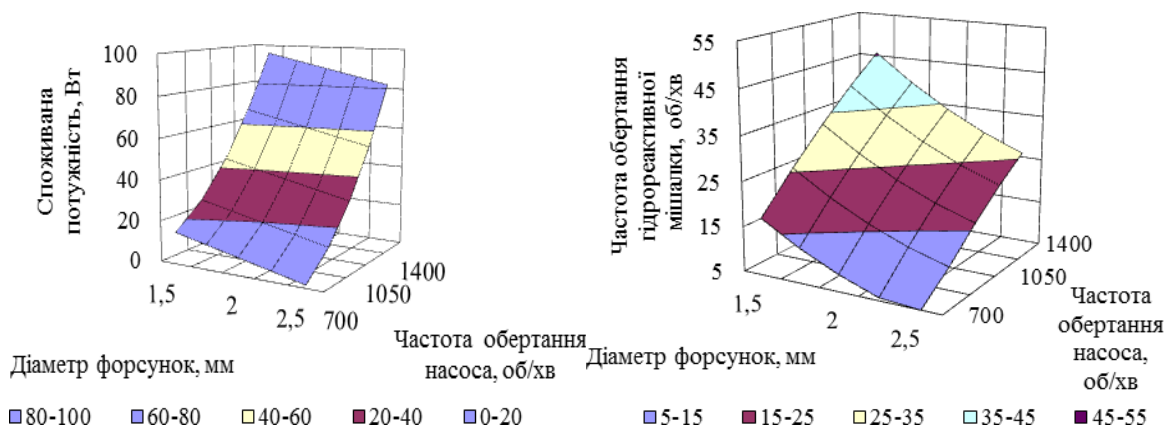 Споживана
потужність, Вт
100
80
60
40
20
0
1,5
2
2,5
700
1050
1400
Діаметр форсунок, мм
Частота обертання
насоса, об/хв
80-100 60-80 40-60 20-40 0-20
Частота обертання
гідрореактивної
мішалки, об/хв
55
45
35
25
15
5
1,5
2
2,5
700
1050
1400
Діаметр форсунок, мм
Частота
обертання
насоса,
об/хв
5-15 15-25 25-35 35-45 45-55